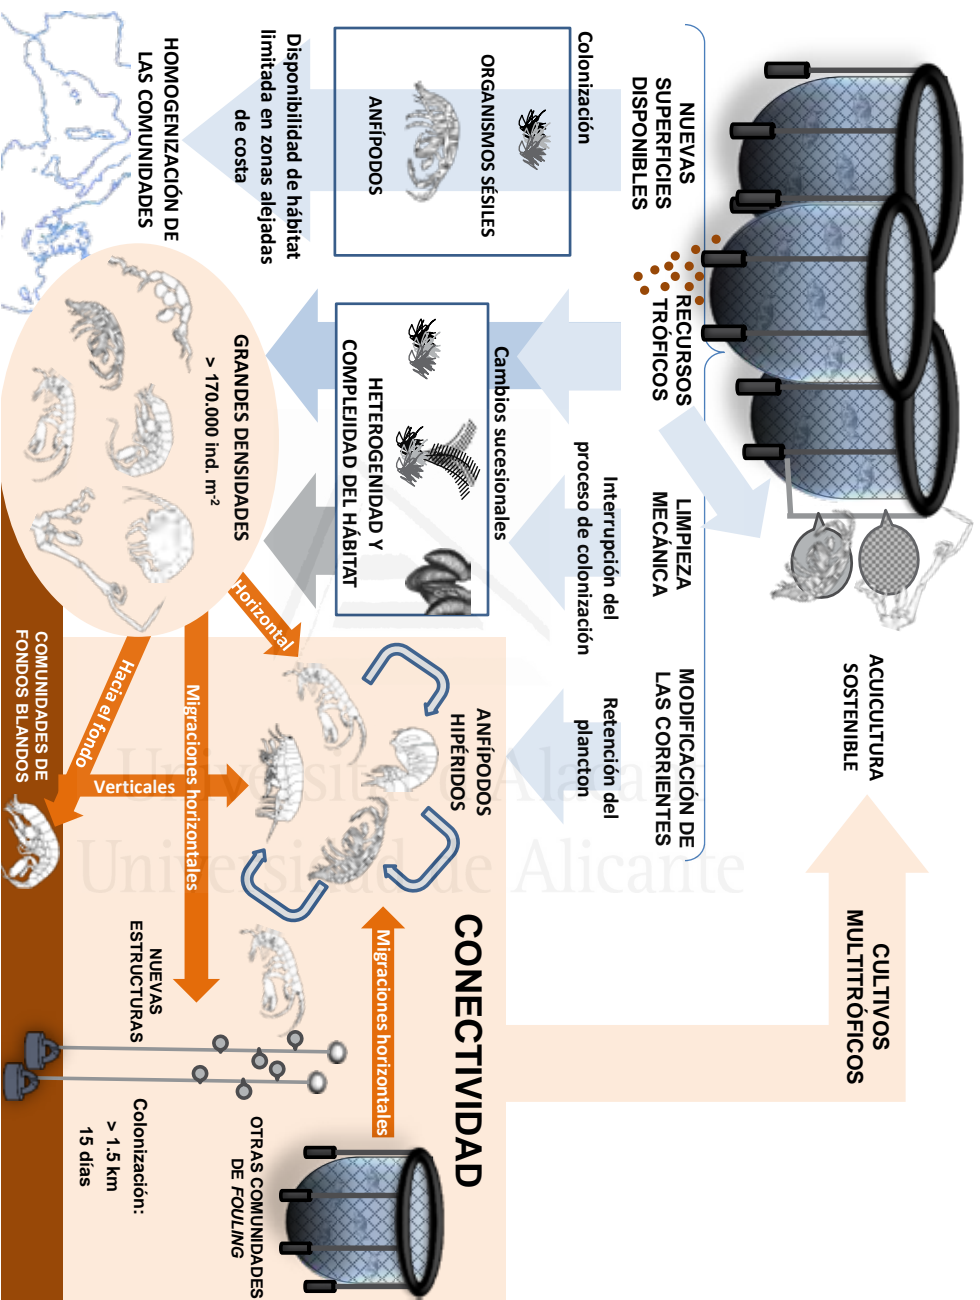 NUEVAS
SUPERFICIES
DISPONIBLES
RECURSOS
TRÓFICOS
LIMPIEZA
MECÁNICA
MODIFICACIÓN DE
LAS CORRIENTES
ACUICULTURA
SOSTENIBLE
CULTIVOS
MULTITRÓFICOS
Colonización
ORGANISMOS SÉSILES
ANFÍPODOS
Disponibilidad de hábitat
limitada en zonas alejadas
de costa
HOMOGENIZACIÓN DE
LAS COMUNIDADES
Cambios sucesionales
HETEROGENIDAD Y
COMPLEJIDAD DEL HÁBITAT
Interrupción del
proceso de colonización
Retención del
plancton
GRANDES DENSIDADES
> 170.000 ind. m-2
ANFÍPODOS
HIPÉRIDOS
CONECTIVIDAD
Horizontal
Migraciones horizontales
Hacia el fondo
Verticales
Migraciones horizontales
COMUNIDADES DE
FONDOS BLANDOS
NUEVAS
ESTRUCTURAS
Colonización:
> 1.5 km
15 días
OTRAS COMUNIDADES
DE FOULING
Universitat d'Alacant
Universidad de Alicante